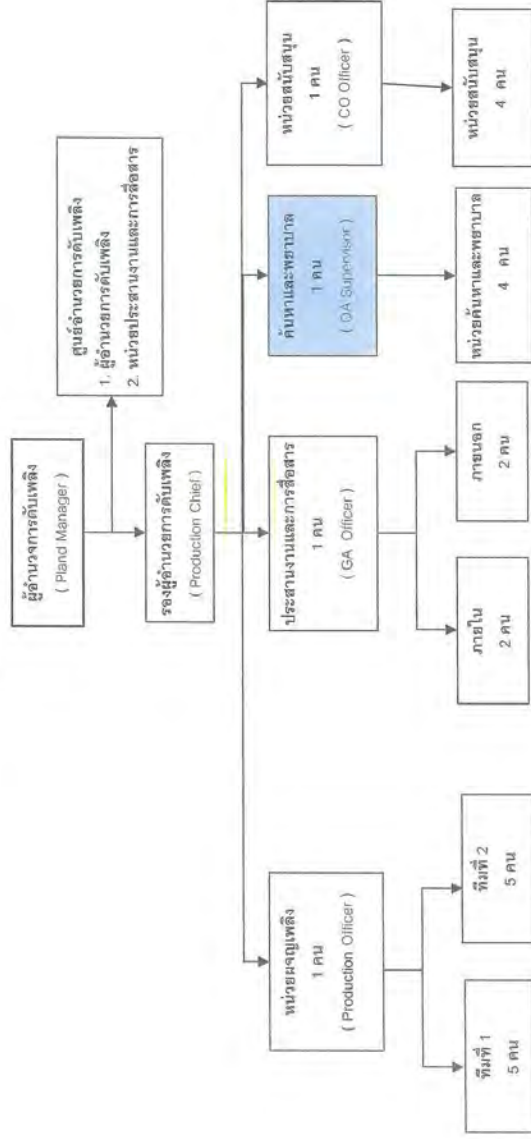 ผู้อำนวจการดับเพลิง
( Pland Manager )
ศูนย์อำนวยการดับเพลิง
1. ผู้อำนวยการดับเพลิง
2. หน่วยประสานงานและการสื่อสาร
รองผู้อำนวยการดับเพลิง
( Production Chief )
หน่วยผจญเพลิง
1 คน
( Production Officer )
ประสานงานและการสื่อสาร
1 คน
( GA Officer )
ค้นหาและพยาบาล
1 คน
( QA Supervisor )
หน่วยสนับสนุน
1 คน
( CO Officer )
ทีมที่ 1
5 คน
ทีมที่ 2
5 คน
ภายใน
2 คน
ภายนอก
2 คน
หน่วยค้นหาและพยาบาล
4 คน
หน่วยสนับสนุน
4 คน